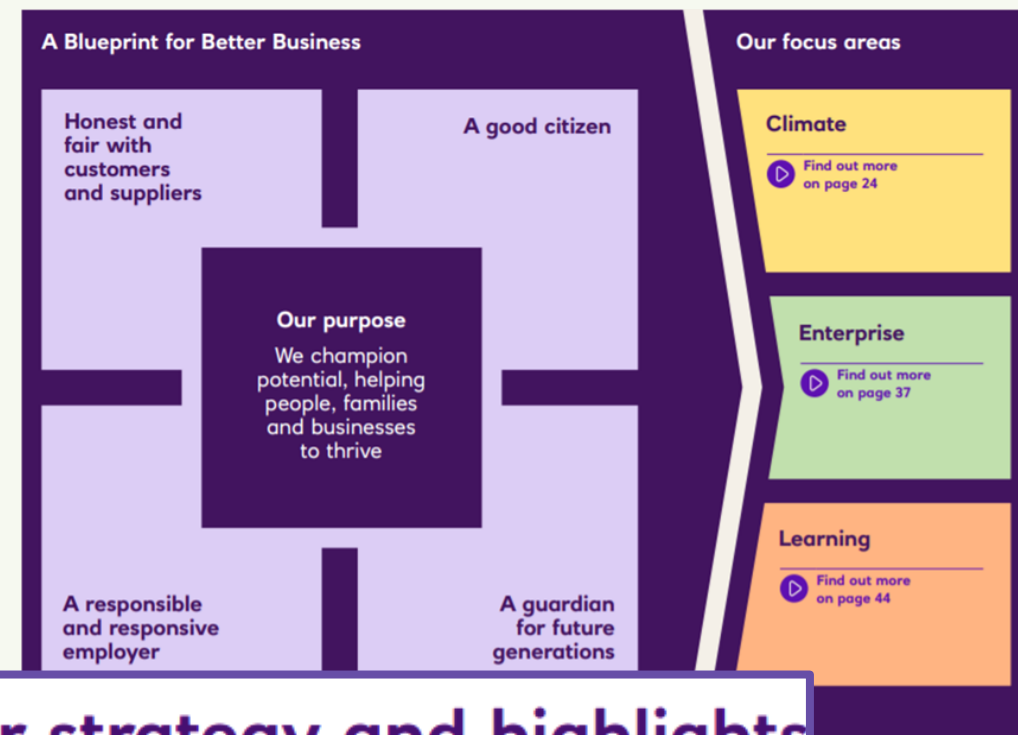 A Blueprint for Better Business
Honest and
fair with
customers
and suppliers
A good citizen
Our purpose
We champion
potential, helping
people, families
and businesses
to thrive
A responsible
and responsive
employer
A guardian
for future
generations
Our focus areas
Climate
Find out more
on page 24
Enterprise
Find out more
on page 37
Learning
Find out more
on page 44
strategy and highlights